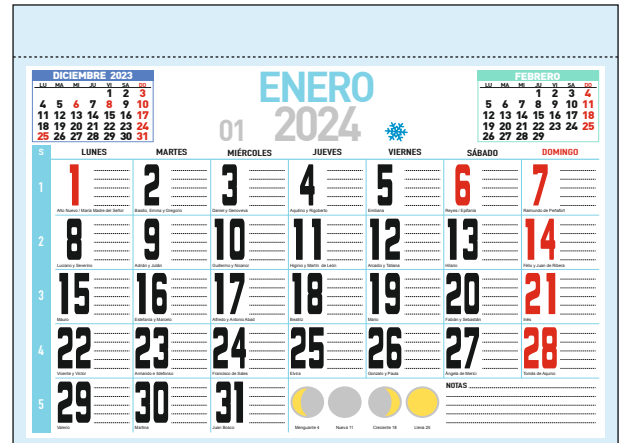 DICIEMBRE 2023
LU MA MI JU VI SA DO
1 2 3
4 5 6 7 8 9 10
11 12 13 14 15 16 17
18 19 20 21 22 23 24
25 26 27 28 29 30 31
ENERO
01 2024
FEBRERO
LU MA MI JU VI SA DO
1 2 3 4
5 6 7 8 9 10 11
12 13 14 15 16 17 18
19 20 21 22 23 24 25
26 27 28 29
S LUNES MARTES MIÉRCOLES JUEVES VIERNES SÁBADO DOMINGO
1 1 2 3 4 5 6 7
Año Nuevo / María Madre del Señor Basilio, Emma y Gregorio Daniel y Genoveva Aquilino y Rigoberto Emiliana Reyes / Epifanía Raimundo de Peñafort
2 8 9 10 11 12 13 14
Luciano y Severino Adrián y Julián Guillermo y Nicanor Higinio y Martín de León Arcadio y Tatiana Hilario Félix y Juan de Ribera
3 15 16 17 18 19 20 21
Mauro Estefanía y Marcelo Alfredo y Antonio Abad Beatriz Mario Fabián y Sebastián Inés
4 22 23 24 25 26 27 28
Vicente y Víctor Armando e Ildefonso Francisco de Sales Elvira Gonzalo y Paula Ángela de Merici Tomás de Aquino
5 29 30 31 NOTAS
Valerio Martina Juan Bosco Menguante 4 Nueva 11 Creciente 18 Llena 25